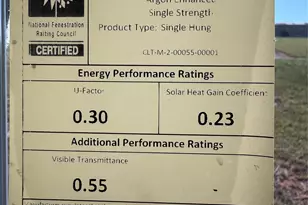 Argon Enhanced
Single Strength
National Fenestration
Rating Council
CERTIFIED
Product Type: Single Hung
CLT-M-2-00055-00001
Energy Performance Ratings
U-Factor
Solar Heat Gain Coefficient
0.30
0.23
Additional Performance Ratings
Visible Transmittance
0.55
-